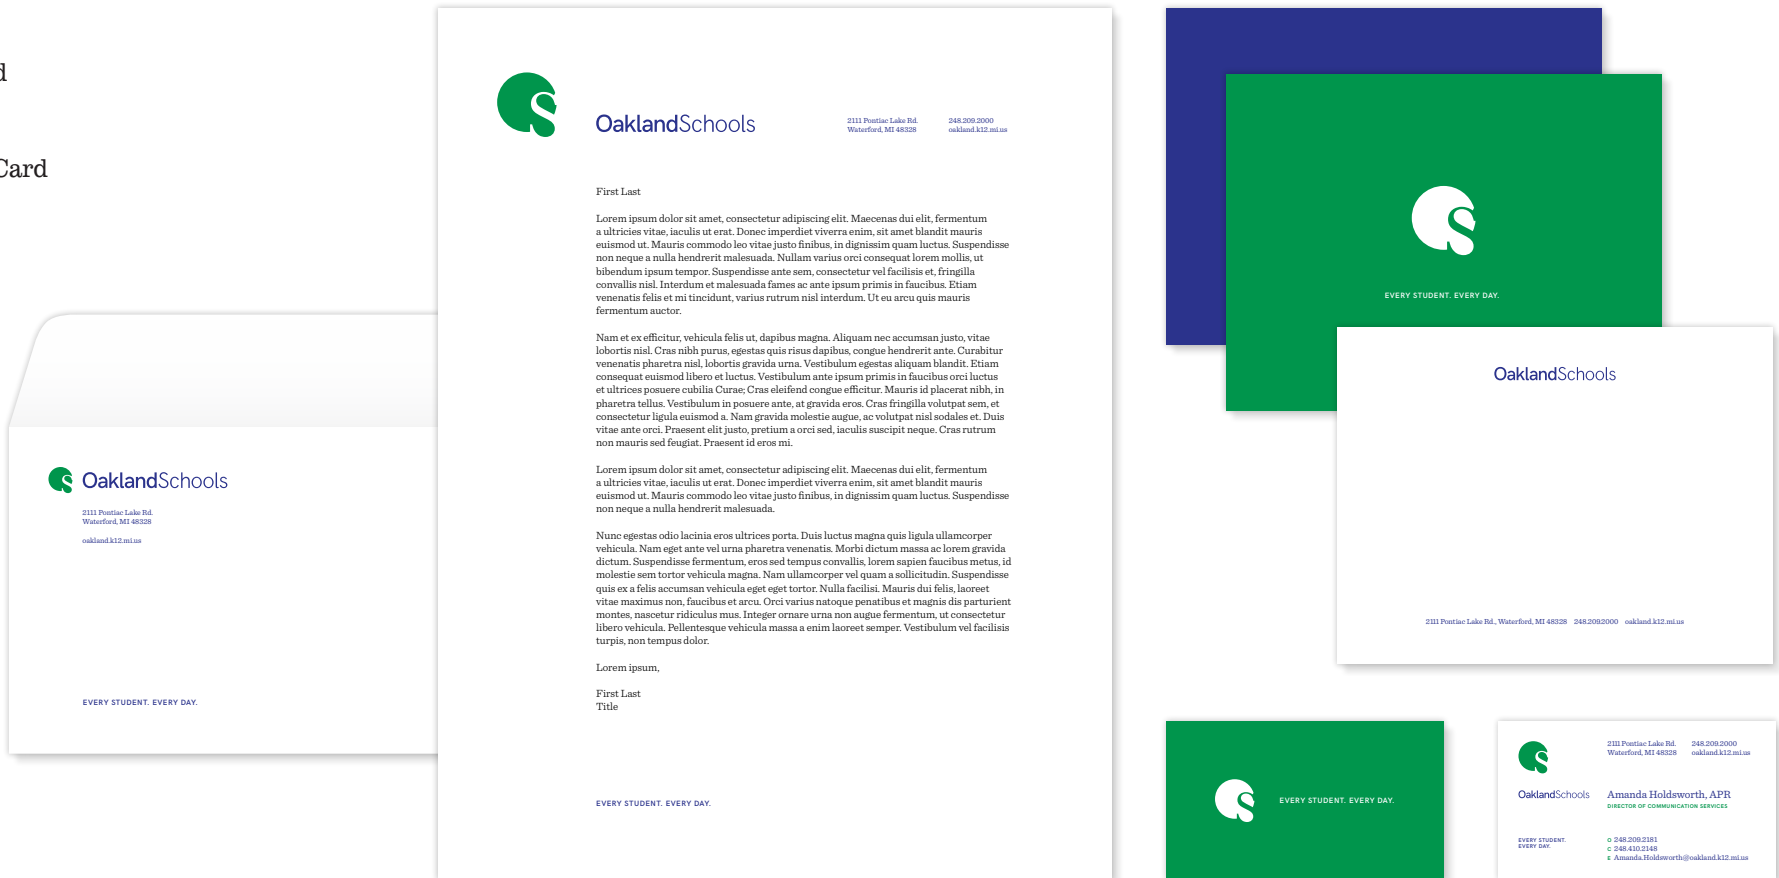 d
Card
OaklandSchools
2111 Pontiac Lake Rd.
Waterford, MI 48328
oakland.k12.mi.us
EVERY STUDENT. EVERY DAY.
OaklandSchools
2111 Pontiac Lake Rd.
Waterford, MI 48328
248.209.2000
oakland.k12.mi.us
First Last
Lorem ipsum dolor sit amet, consectetur adipiscing elit. Maecenas dui elit, fermentum
a ultricies vitae, iaculis ut erat. Donec imperdiet viverra enim, sit amet blandit mauris
euismod ut. Mauris commodo leo vitae justo finibus, in dignissim quam luctus. Suspendisse
non neque a nulla hendrerit malesuada. Nullam varius orci consequat lorem mollis, ut
bibendum ipsum tempor. Suspendisse ante sem, consectetur vel facilisis et, fringilla
convallis nisl. Interdum et malesuada fames ac ante ipsum primis in faucibus. Etiam
venenatis felis et mi tincidunt, varius rutrum nisl interdum. Ut eu arcu quis mauris
fermentum auctor.
Nam et ex efficitur, vehicula felis ut, dapibus magna. Aliquam nec accumsan justo, vitae
lobortis nisl. Cras nibh purus, egestas quis risus dapibus, congue hendrerit ante. Curabitur
venenatis pharetra nisl, lobortis gravida urna. Vestibulum egestas aliquam blandit. Etiam
consequat euismod libero et luctus. Vestibulum ante ipsum primis in faucibus orci luctus
et ultrices posuere cubilia Curae; Cras eleifend congue efficitur. Mauris id placerat nibh, in
pharetra tellus. Vestibulum in posuere ante, at gravida eros. Cras fringilla volutpat sem, et
consectetur ligula euismod a. Nam gravida molestie augue, ac volutpat nisl sodales et. Duis
vitae ante orci. Praesent elit justo, pretium a orci sed, iaculis suscipit neque. Cras rutrum
non mauris sed feugiat. Praesent id eros mi.
Lorem ipsum dolor sit amet, consectetur adipiscing elit. Maecenas dui elit, fermentum
a ultricies vitae, iaculis ut erat. Donec imperdiet viverra enim, sit amet blandit mauris
euismod ut. Mauris commodo leo vitae justo finibus, in dignissim quam luctus. Suspendisse
non neque a nulla hendrerit malesuada.
Nunc egestas odio lacinia eros ultrices porta. Duis luctus magna quis ligula ullamcorper
vehicula. Nam eget ante vel urna pharetra venenatis. Morbi dictum massa ac lorem gravida
dictum. Suspendisse fermentum, eros sed tempus convallis, lorem sapien faucibus metus, id
molestie sem tortor vehicula magna. Nam ullamcorper vel quam a sollicitudin. Suspendisse
quis ex a felis accumsan vehicula eget eget tortor. Nulla facilisi. Mauris dui felis, laoreet
vitae maximus non, faucibus et arcu. Orci varius natoque penatibus et magnis dis parturient
montes, nascetur ridiculus mus. Integer ornare urna non augue fermentum, ut consectetur
libero vehicula. Pellentesque vehicula massa a enim laoreet semper. Vestibulum vel facilisis
turpis, non tempus dolor.
Lorem ipsum,
First Last
Title
EVERY STUDENT. EVERY DAY.
EVERY STUDENT. EVERY DAY.
OaklandSchools
2111 Pontiac Lake Rd., Waterford, MI 48328 248.209.2000 oakland.k12.mi.us
EVERY STUDENT. EVERY DAY.
2111 Pontiac Lake Rd.
Waterford, MI 48328
248.209.2000
oakland.k12.mi.us
OaklandSchools
Amanda Holdsworth, APR
DIRECTOR OF COMMUNICATION SERVICES
EVERY STUDENT.
EVERY DAY.
O 248.209.2181
C 248.410.2148
E Amanda.Holdsworth@oakland.k12.mi.us